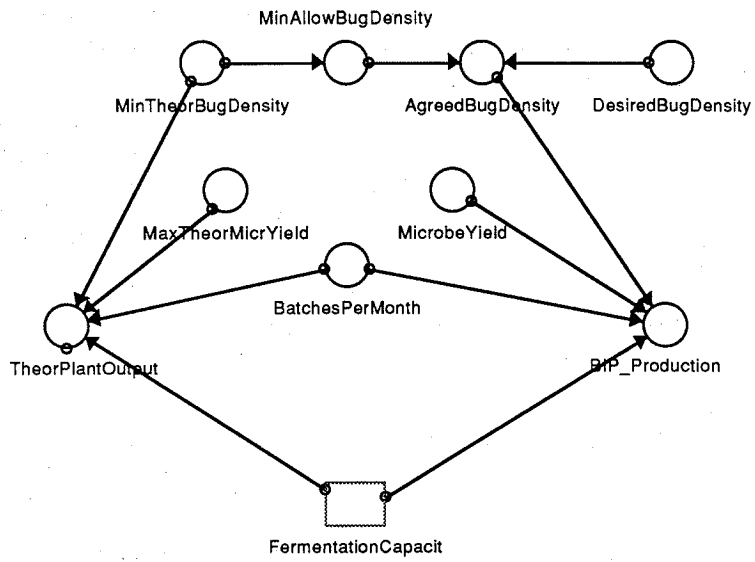 MinAllowBugDensity
MinTheorBugDensity
AgreedBugDensity
DesiredBugDensity
MaxTheorMicrYield
MicrobeYield
BatchesPerMonth
TheorPlantOutput
BIP_Production
FermentationCapacit